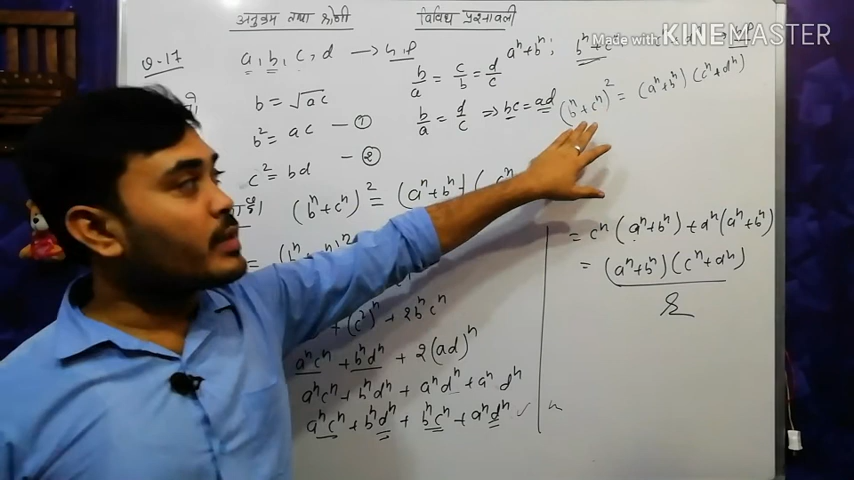 अनुक्रम तथा श्रेणी विविध प्रश्नावली
Made with KINEMASTER
Q-17 a, b, c, d → G.P
aⁿ+bⁿ; bⁿ+cⁿ
b = √ac
b² = ac — ①
c² = bd — ②
b/a = c/b = d/c
b/a = d/c ⇒ bc = ad
(bⁿ+cⁿ)² = (aⁿ+bⁿ)(cⁿ+dⁿ)
(bⁿ+cⁿ)² = (aⁿ+bⁿ)
+ 2bⁿcⁿ
aⁿcⁿ + bⁿdⁿ + 2(ad)ⁿ
aⁿcⁿ + bⁿdⁿ + aⁿdⁿ + aⁿdⁿ
aⁿcⁿ + bⁿdⁿ + bⁿcⁿ + aⁿdⁿ ✓
= cⁿ(aⁿ+bⁿ) + dⁿ(aⁿ+bⁿ)
= (aⁿ+bⁿ)(cⁿ+dⁿ)